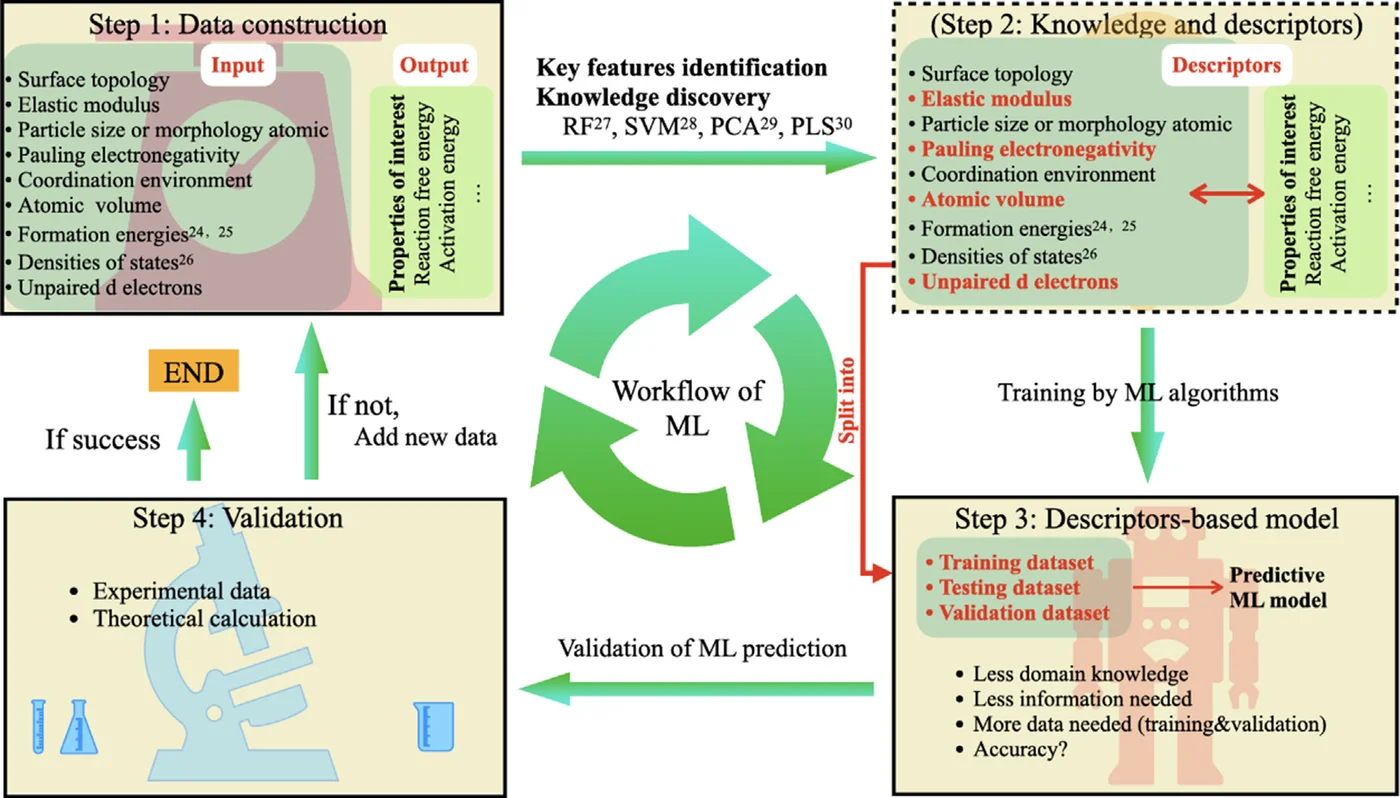 Step 1: Data construction
Input
Output
• Surface topology
• Elastic modulus
• Particle size or morphology atomic
• Pauling electronegativity
• Coordination environment
• Atomic volume
• Formation energies24, 25
• Densities of states26
• Unpaired d electrons
Properties of interest
Reaction free energy
Activation energy
...
Key features identification
Knowledge discovery
RF27, SVM28, PCA29, PLS30
(Step 2: Knowledge and descriptors)
Descriptors
• Surface topology
• Elastic modulus
• Particle size or morphology atomic
• Pauling electronegativity
• Coordination environment
• Atomic volume
• Formation energies24, 25
• Densities of states26
• Unpaired d electrons
Properties of interest
Reaction free energy
Activation energy
...
Workflow of
ML
Split into
Training by ML algorithms
END
If success
If not,
Add new data
Step 3: Descriptors-based model
• Training dataset
• Testing dataset
• Validation dataset
Predictive
ML model
• Less domain knowledge
• Less information needed
• More data needed (training&validation)
• Accuracy?
Validation of ML prediction
Step 4: Validation
• Experimental data
• Theoretical calculation